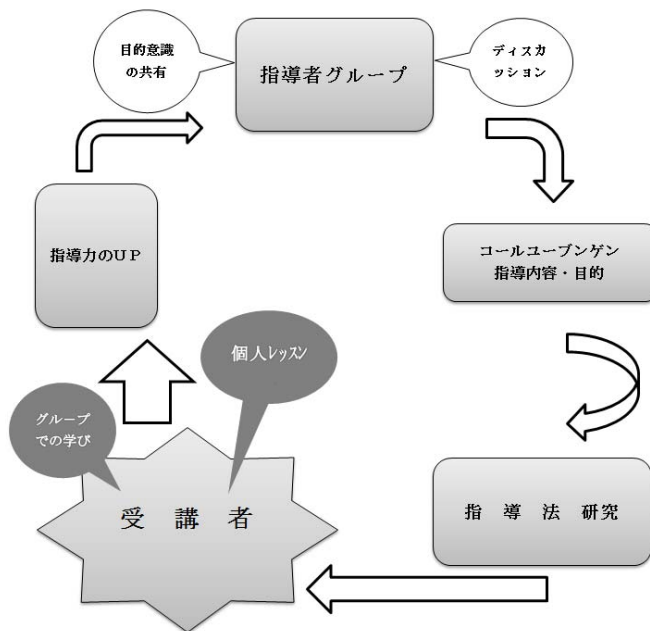 目的意識
の共有
指導者グループ
ディスカ
ッション
指導力のＵＰ
コールユーブンゲン
指導内容・目的
個人レッスン
グループ
での学び
受　講　者
指　導　法　研究